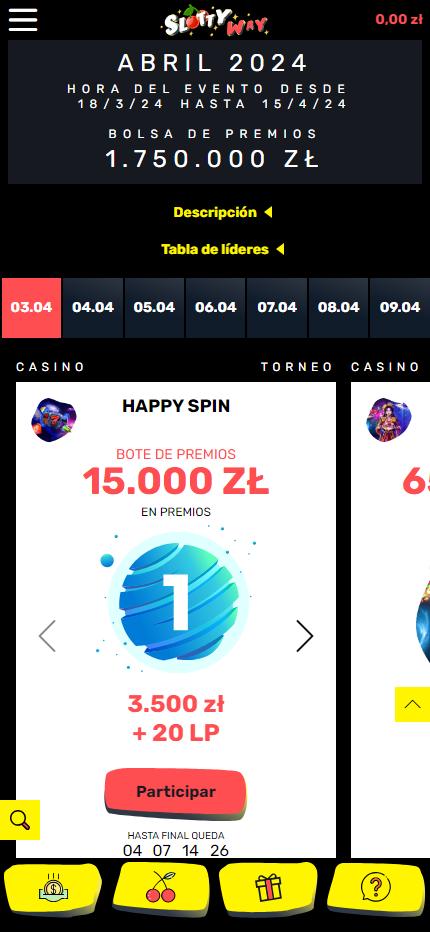 SLOTTY WAY
0,00 zł
ABRIL 2024
HORA DEL EVENTO DESDE
18/3/24 HASTA 15/4/24
BOLSA DE PREMIOS
1.750.000 ZŁ
Descripción
Tabla de líderes
03.04 04.04 05.04 06.04 07.04 08.04 09.04
CASINO TORNEO CASINO
HAPPY SPIN
BOTE DE PREMIOS
15.000 ZŁ
EN PREMIOS
1
3.500 zł
+ 20 LP
Participar
HASTA FINAL QUEDA
04 07 14 26